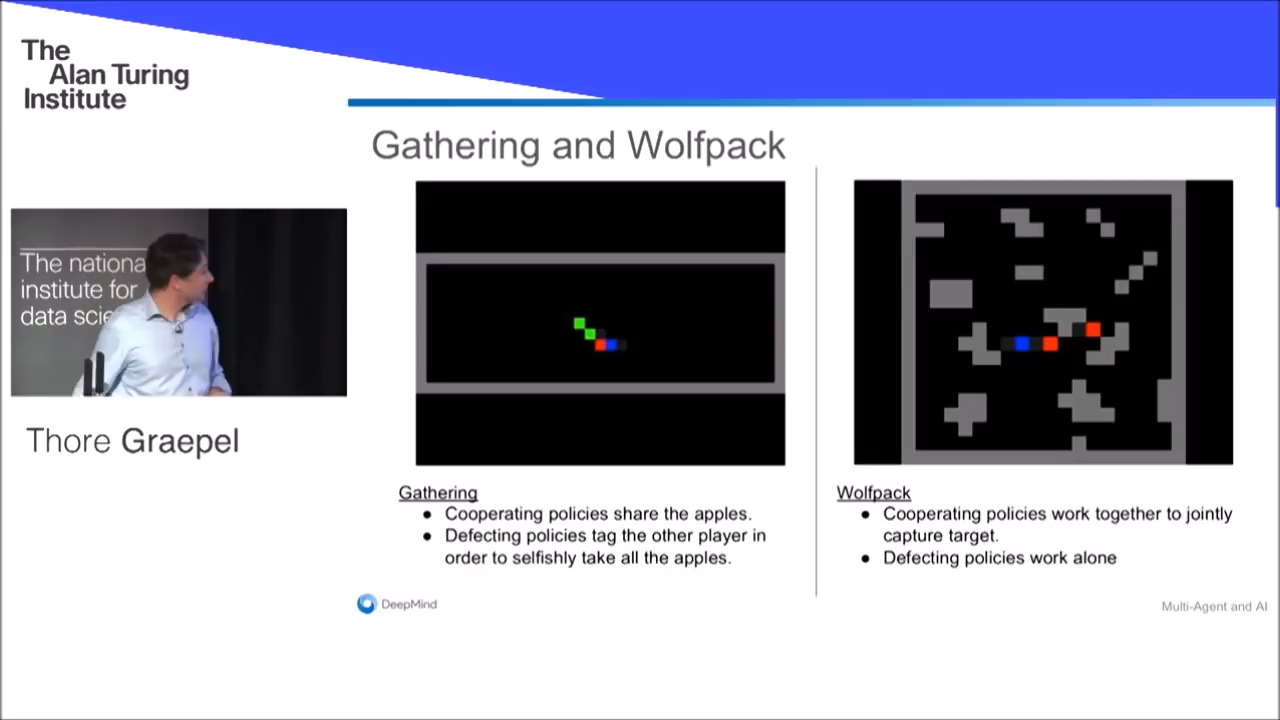 The
Alan Turing
Institute
Gathering and Wolfpack
The nationa
institute for
data scie
Thore Graepel
Gathering
● Cooperating policies share the apples.
● Defecting policies tag the other player in
order to selfishly take all the apples.
Wolfpack
● Cooperating policies work together to jointly
capture target.
● Defecting policies work alone
DeepMind
Multi-Agent and AI